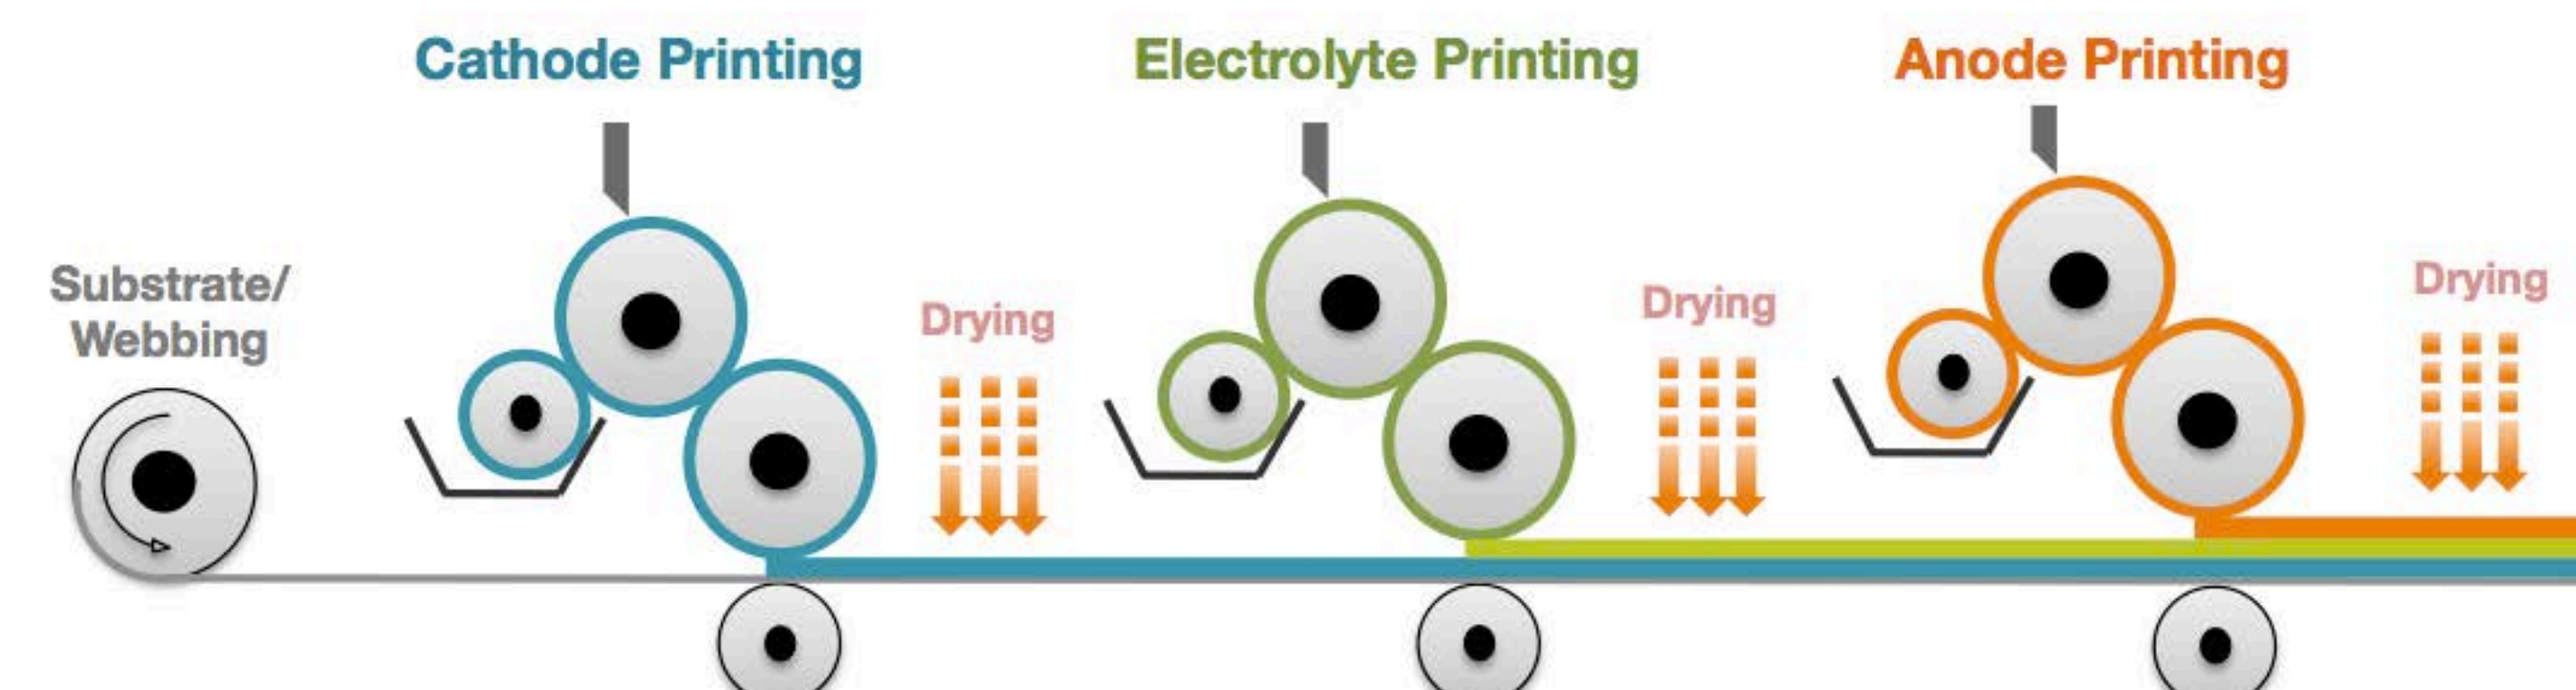 Cathode Printing
Electrolyte Printing
Anode Printing
Substrate/
Webbing
Drying
Drying
Drying